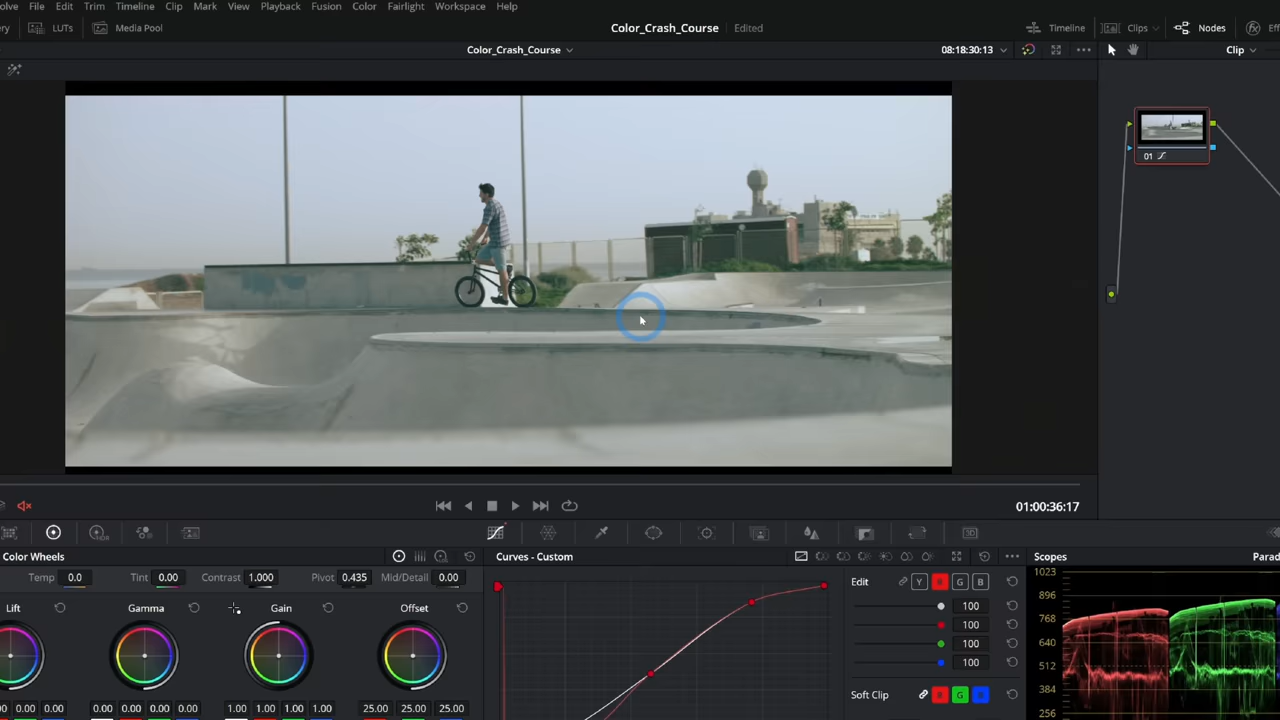 olve File Edit Trim Timeline Clip Mark View Playback Fusion Color Fairlight Workspace Help
ery LUTs Media Pool Color_Crash_Course Edited Timeline Clips Nodes Eff
Color_Crash_Course 08:18:30:13 Clip
01
01:00:36:17
Color Wheels Curves - Custom Scopes Parad
Temp 0.0 Tint 0.00 Contrast 1.000 Pivot 0.435 Mid/Detail 0.00 Edit Y R G B 1023
Lift Gamma Gain Offset 100 896
100 768
100 640
100 512
Soft Clip R G B 384
0.00 0.00 0.00 0.00 0.00 0.00 1.00 1.00 1.00 25.00 25.00 25.00 256